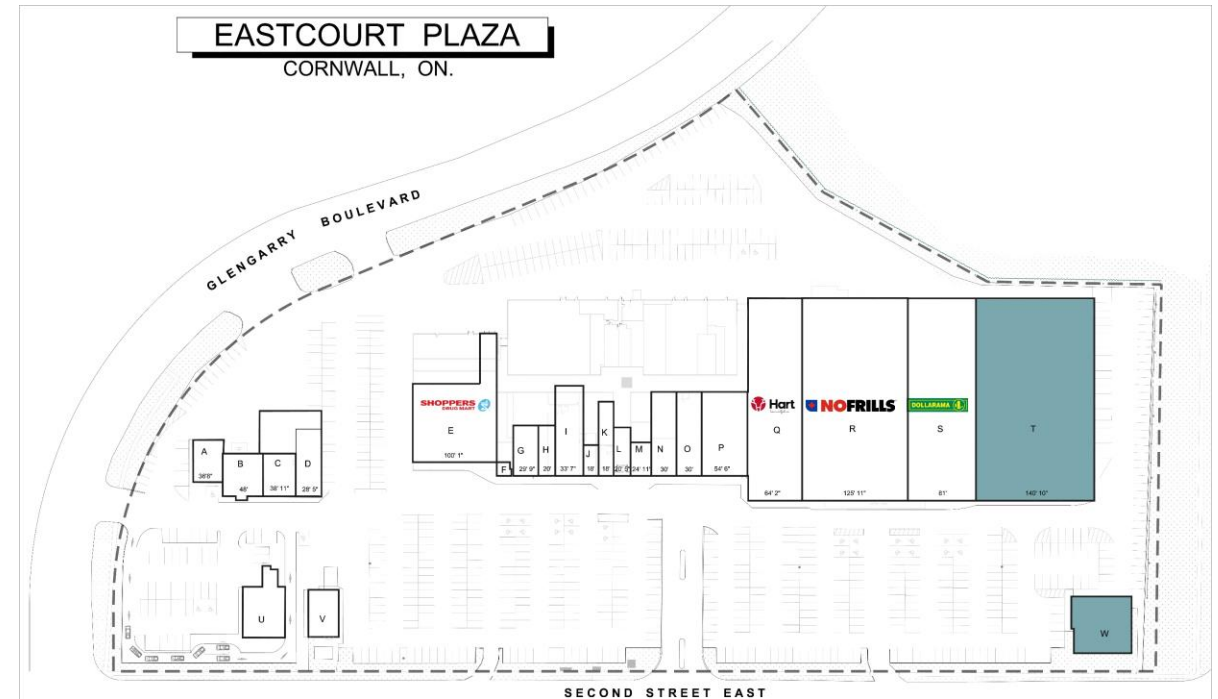 EASTCOURT PLAZA
CORNWALL, ON.
GLENGARRY BOULEVARD
SHOPPERS
DRUG MART
Hart
NOFRILLS
DOLLARAMA
A
B
C
D
E
F
G
H
I
J
K
L
M
N
O
P
Q
R
S
T
36'8"
48'
38' 11"
28' 5"
100' 1"
29' 9"
20'
33' 7"
18'
18'
24' 11"
30'
30'
54' 6"
64' 2"
125' 11"
81'
140' 10"
U
V
W
SECOND STREET EAST